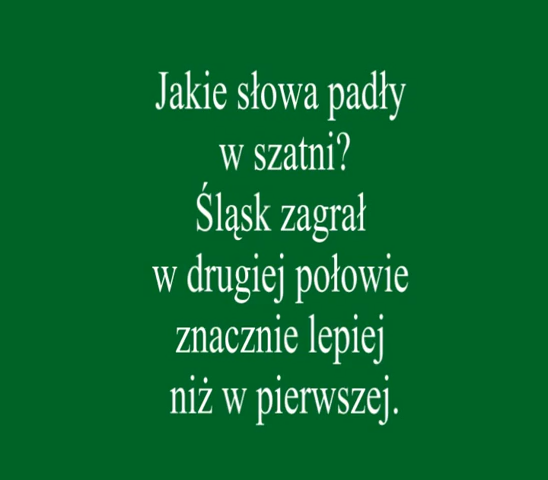 Jakie słowa padły
w szatni?
Śląsk zagrał
w drugiej połowie
znacznie lepiej
niż w pierwszej.